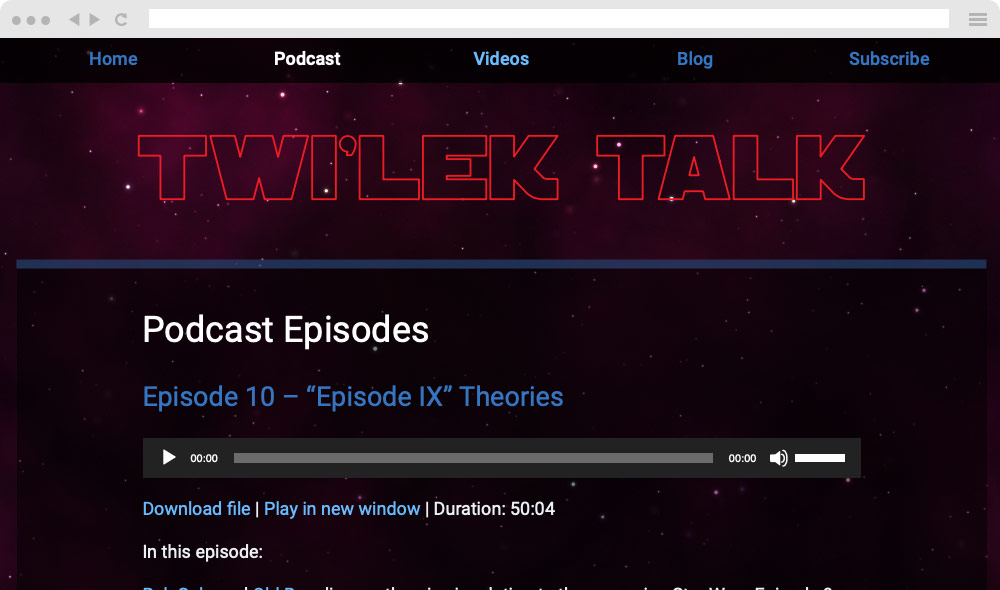 Home Podcast Videos Blog Subscribe
TWI'LEK TALK
Podcast Episodes
Episode 10 – “Episode IX” Theories
00:00 00:00
Download file | Play in new window | Duration: 50:04
In this episode: